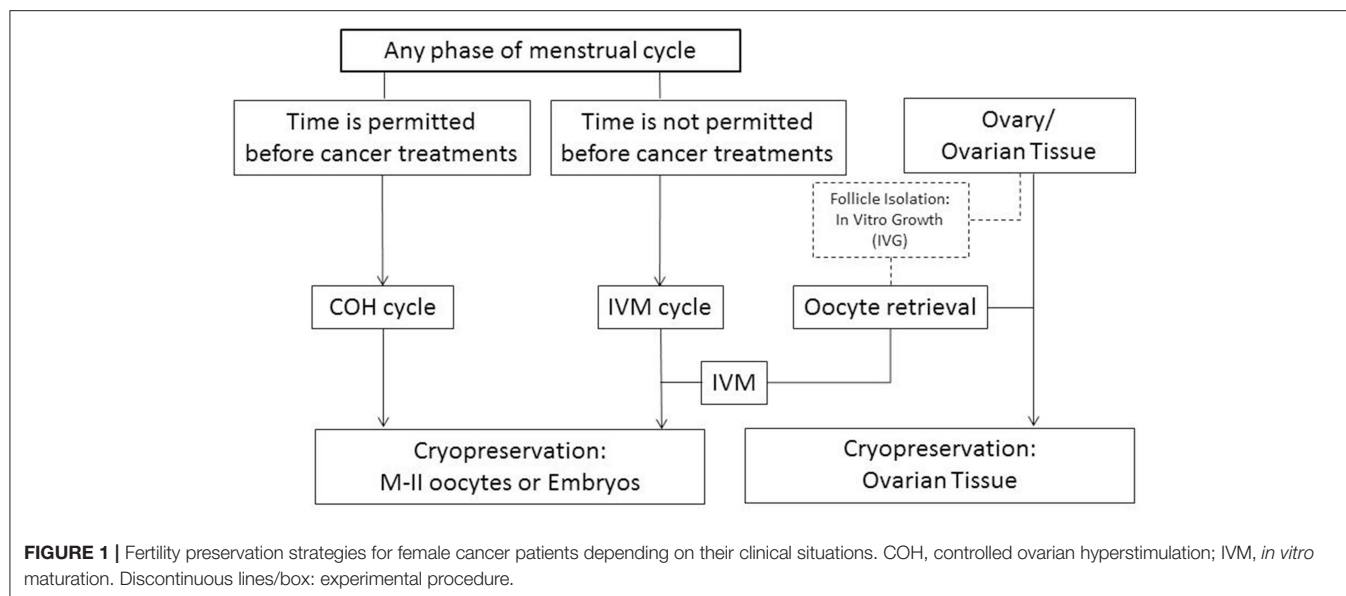 Any phase of menstrual cycle
Time is permitted
before cancer treatments
Time is not permitted
before cancer treatments
Ovary/
Ovarian Tissue
Follicle Isolation:
In Vitro Growth
(IVG)
COH cycle
IVM cycle
Oocyte retrieval
IVM
Cryopreservation:
M-II oocytes or Embryos
Cryopreservation:
Ovarian Tissue
FIGURE 1 | Fertility preservation strategies for female cancer patients depending on their clinical situations. COH, controlled ovarian hyperstimulation; IVM, in vitro
maturation. Discontinuous lines/box: experimental procedure.